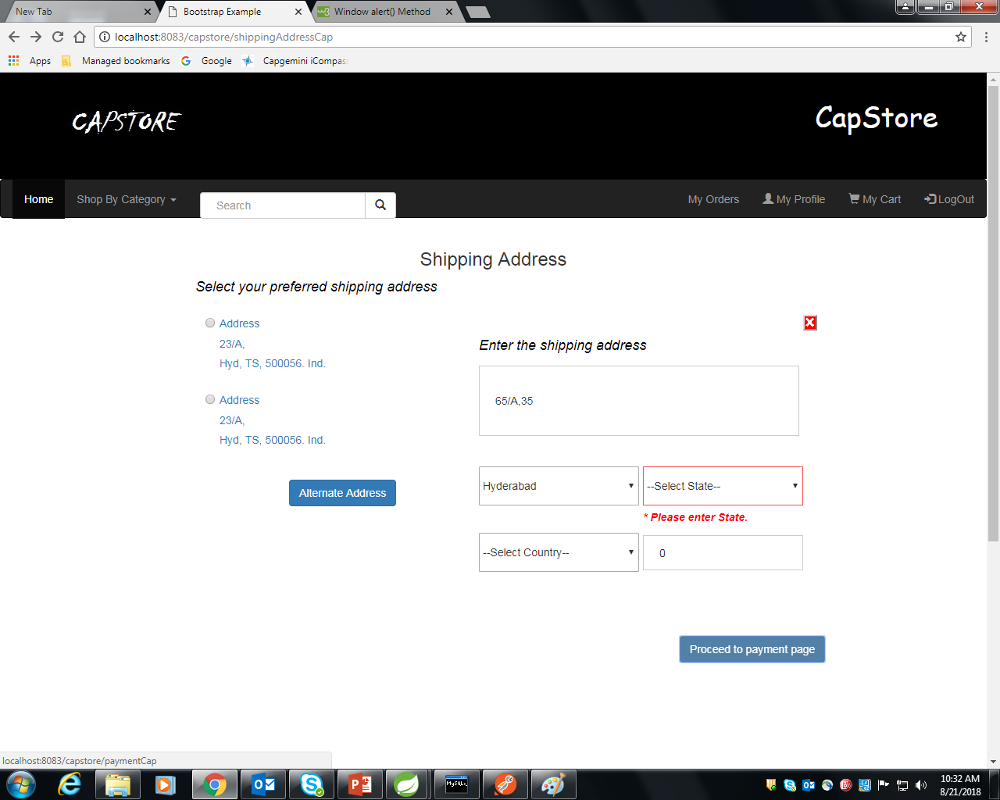 New Tab
Bootstrap Example
Window alert() Method
localhost:8083/capstore/shippingAddressCap
Apps
Managed bookmarks
Google
Capgemini iCompas
CAPSTORE
CapStore
Home
Shop By Category
Search
My Orders
My Profile
My Cart
LogOut
Shipping Address
Select your preferred shipping address
Address
23/A,
Hyd, TS, 500056. Ind.
Address
23/A,
Hyd, TS, 500056. Ind.
Alternate Address
Enter the shipping address
65/A,35
Hyderabad
--Select State--
* Please enter State.
--Select Country--
0
Proceed to payment page
localhost:8083/capstore/paymentCap
10:32 AM
8/21/2018